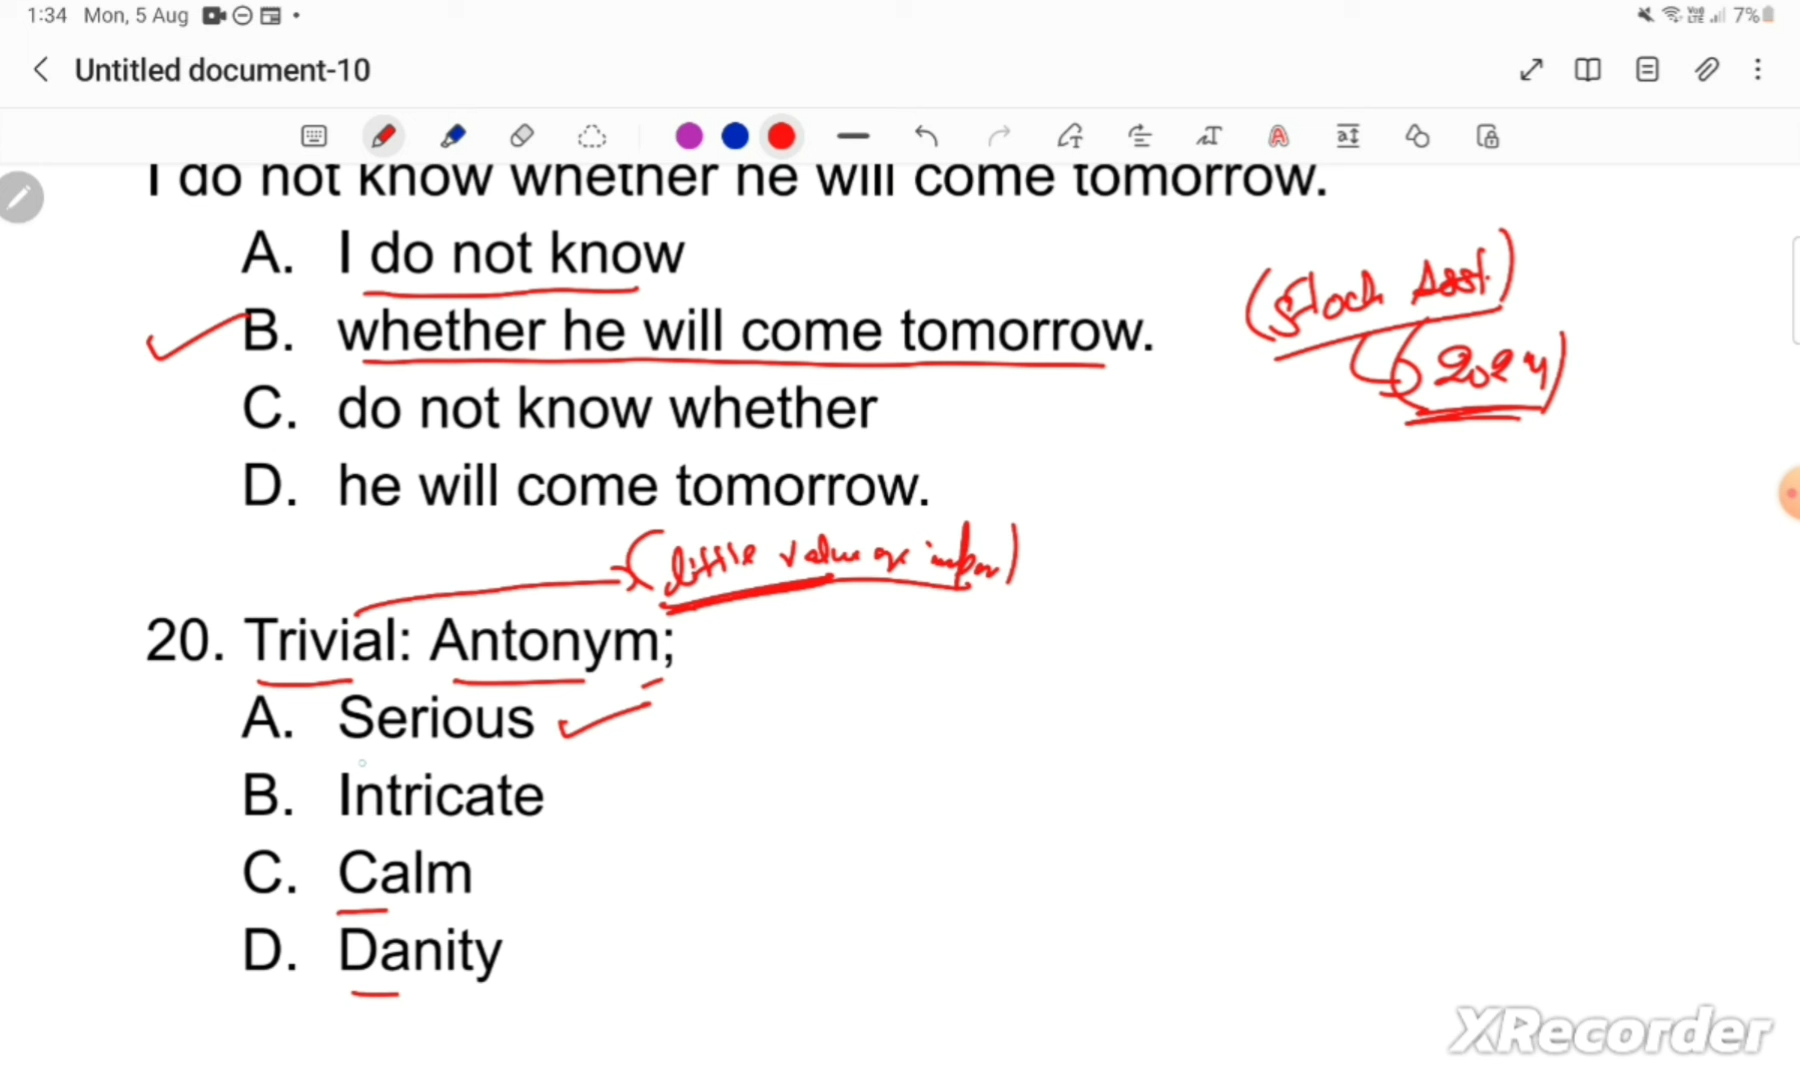 1:34 Mon, 5 Aug
7%
Untitled document-10
I do not know whether he will come tomorrow.
A. I do not know
B. whether he will come tomorrow.
C. do not know whether
D. he will come tomorrow.
(Stock Asst.)
2024)
(little value or impor)
20. Trivial: Antonym;
A. Serious
B. Intricate
C. Calm
D. Danity
XRecorder